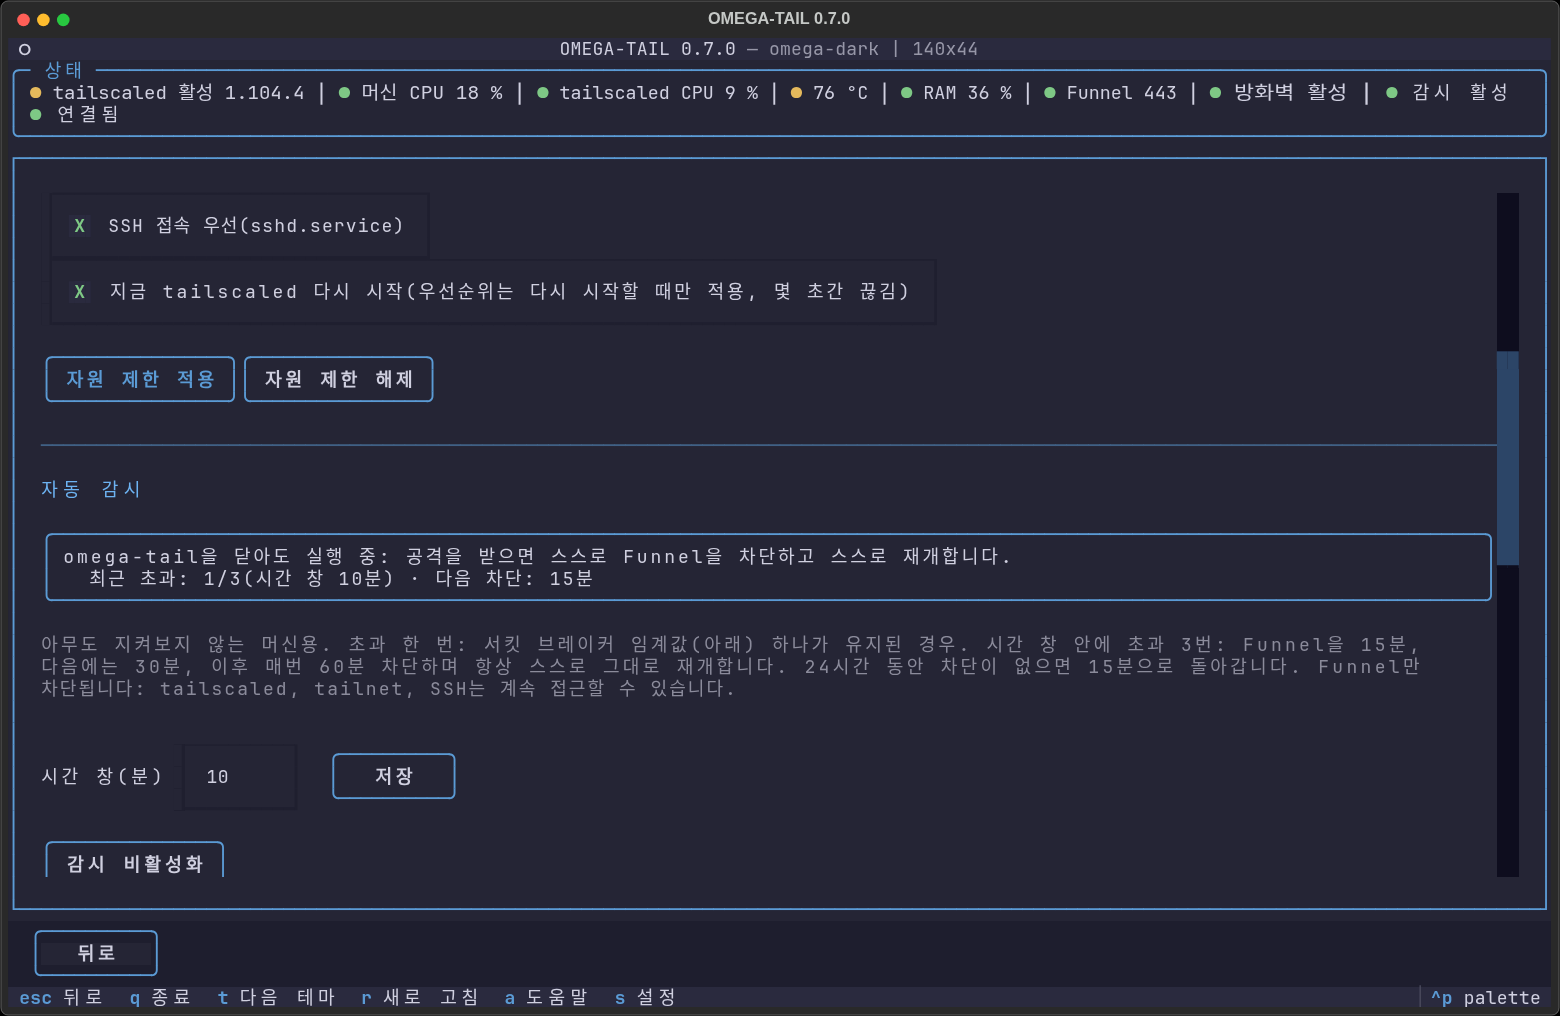 OMEGA-TAIL 0.7.0
OMEGA-TAIL 0.7.0 — omega-dark | 140x44
상태
● tailscaled 활성 1.104.4 | ● 머신 CPU 18 % | ● tailscaled CPU 9 % | ● 76 °C | ● RAM 36 % | ● Funnel 443 | ● 방화벽 활성 | ● 감시 활성
● 연결됨
X SSH 접속 우선(sshd.service)
X 지금 tailscaled 다시 시작(우선순위는 다시 시작할 때만 적용, 몇 초간 끊김)
자원 제한 적용 자원 제한 해제
자동 감시
omega-tail을 닫아도 실행 중: 공격을 받으면 스스로 Funnel을 차단하고 스스로 재개합니다.
최근 초과: 1/3(시간 창 10분) · 다음 차단: 15분
아무도 지켜보지 않는 머신용. 초과 한 번: 서킷 브레이커 임계값(아래) 하나가 유지된 경우. 시간 창 안에 초과 3번: Funnel을 15분,
다음에는 30분, 이후 매번 60분 차단하며 항상 스스로 그대로 재개합니다. 24시간 동안 차단이 없으면 15분으로 돌아갑니다. Funnel만
차단됩니다: tailscaled, tailnet, SSH는 계속 접근할 수 있습니다.
시간 창(분) 10 저장
감시 비활성화
뒤로
esc 뒤로 q 종료 t 다음 테마 r 새로 고침 a 도움말 s 설정 ^p palette